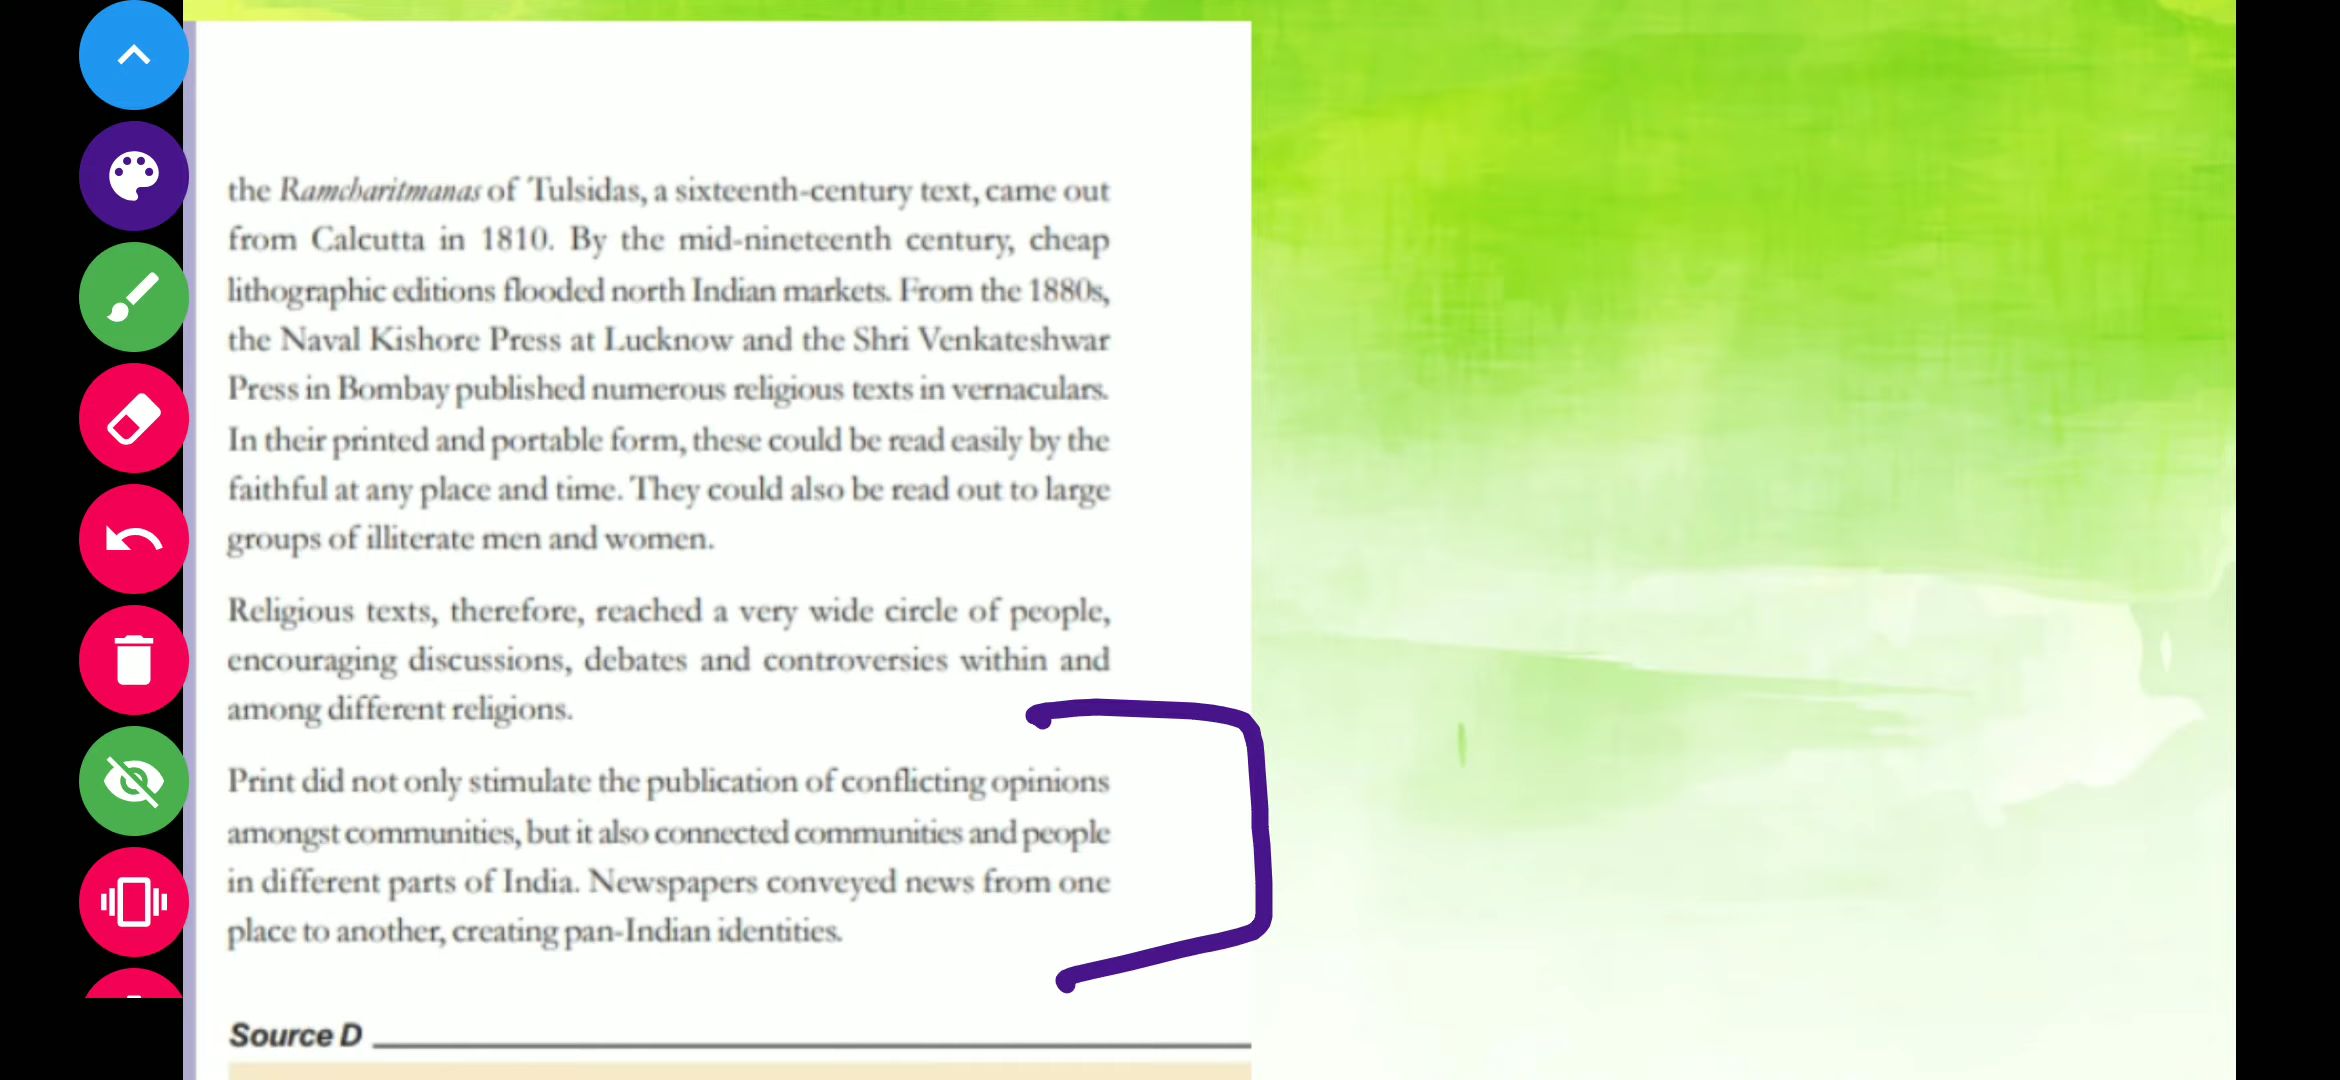 the Ramcharitmanas of Tulsidas, a sixteenth-century text, came out
from Calcutta in 1810. By the mid-nineteenth century, cheap
lithographic editions flooded north Indian markets. From the 1880s,
the Naval Kishore Press at Lucknow and the Shri Venkateshwar
Press in Bombay published numerous religious texts in vernaculars.
In their printed and portable form, these could be read easily by the
faithful at any place and time. They could also be read out to large
groups of illiterate men and women.
Religious texts, therefore, reached a very wide circle of people,
encouraging discussions, debates and controversies within and
among different religions.
Print did not only stimulate the publication of conflicting opinions
amongst communities, but it also connected communities and people
in different parts of India. Newspapers conveyed news from one
place to another, creating pan-Indian identities.
Source D